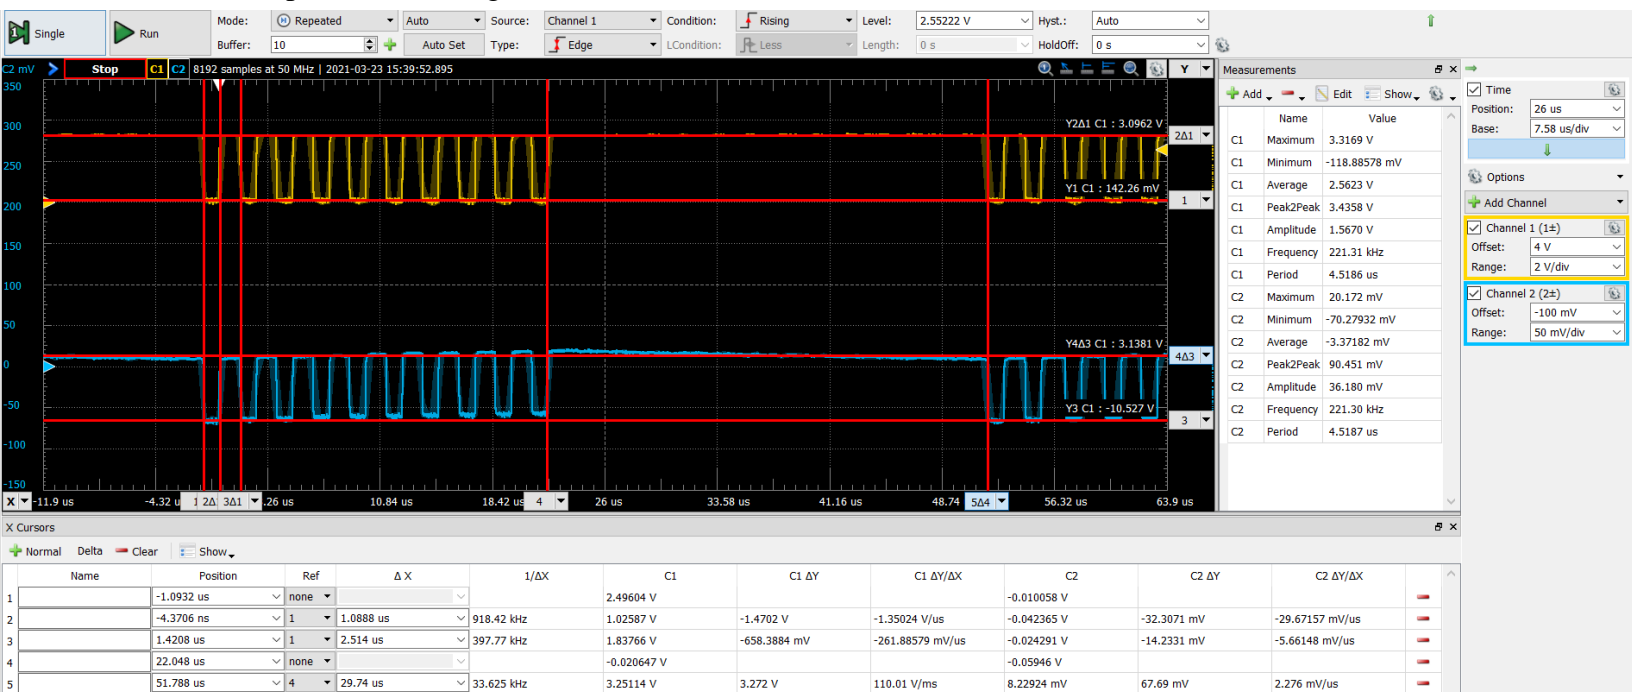 Mode: Repeated Auto Source: Channel 1 Condition: Rising Level: 2.55222 V Hyst.: Auto
Single Run
Buffer: 10 Auto Set Type: Edge LCondition: Less Length: 0 s HoldOff: 0 s
C2 mV Stop C1 C2 8192 samples at 50 MHz | 2021-03-23 15:39:52.895 Y
350
300
250
200
150
100
50
0
-50
-100
-150
Y2Δ1 C1 : 3.0962 V 2Δ1
Y1 C1 : 142.26 mV 1
Y4Δ3 C1 : 3.1381 V 4Δ3
Y3 C1 : -10.527 V 3
X -11.9 us -4.32 u 1 2Δ 3Δ1 .26 us 10.84 us 18.42 us 4 26 us 33.58 us 41.16 us 48.74 5Δ4 56.32 us 63.9 us
Measurements
Add Edit Show
Name Value
C1 Maximum 3.3169 V
C1 Minimum -118.88578 mV
C1 Average 2.5623 V
C1 Peak2Peak 3.4358 V
C1 Amplitude 1.5670 V
C1 Frequency 221.31 kHz
C1 Period 4.5186 us
C2 Maximum 20.172 mV
C2 Minimum -70.27932 mV
C2 Average -3.37182 mV
C2 Peak2Peak 90.451 mV
C2 Amplitude 36.180 mV
C2 Frequency 221.30 kHz
C2 Period 4.5187 us
Time
Position: 26 us
Base: 7.58 us/div
Options
Add Channel
Channel 1 (1±)
Offset: 4 V
Range: 2 V/div
Channel 2 (2±)
Offset: -100 mV
Range: 50 mV/div
X Cursors
Normal Delta Clear Show
Name Position Ref Δ X 1/ΔX C1 C1 ΔY C1 ΔY/ΔX C2 C2 ΔY C2 ΔY/ΔX
1 -1.0932 us none 2.49604 V -0.010058 V
2 -4.3706 ns 1 1.0888 us 918.42 kHz 1.02587 V -1.4702 V -1.35024 V/us -0.042365 V -32.3071 mV -29.67157 mV/us
3 1.4208 us 1 2.514 us 397.77 kHz 1.83766 V -658.3884 mV -261.88579 mV/us -0.024291 V -14.2331 mV -5.66148 mV/us
4 22.048 us none -0.020647 V -0.05946 V
5 51.788 us 4 29.74 us 33.625 kHz 3.25114 V 3.272 V 110.01 V/ms 8.22924 mV 67.69 mV 2.276 mV/us